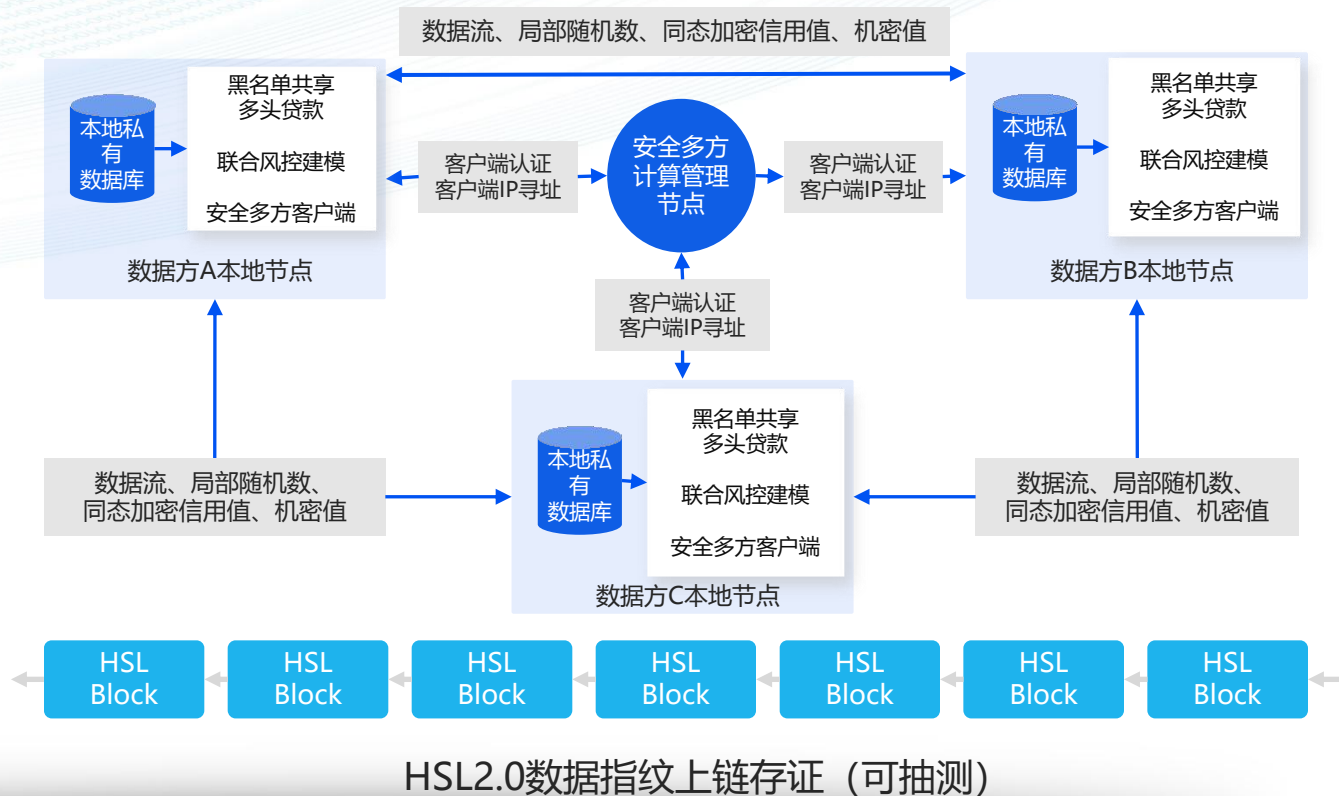 数据流、局部随机数、同态加密信用值、机密值
本地私
有
数据库
黑名单共享
多头贷款
联合风控建模
安全多方客户端
数据方A本地节点
客户端认证
客户端IP寻址
安全多方
计算管理
节点
客户端认证
客户端IP寻址
本地私
有
数据库
黑名单共享
多头贷款
联合风控建模
安全多方客户端
数据方B本地节点
客户端认证
客户端IP寻址
数据流、局部随机数、
同态加密信用值、机密值
本地私
有
数据库
黑名单共享
多头贷款
联合风控建模
安全多方客户端
数据方C本地节点
数据流、局部随机数、
同态加密信用值、机密值
HSL
Block
HSL
Block
HSL
Block
HSL
Block
HSL
Block
HSL
Block
HSL
Block
HSL2.0数据指纹上链存证（可抽测）